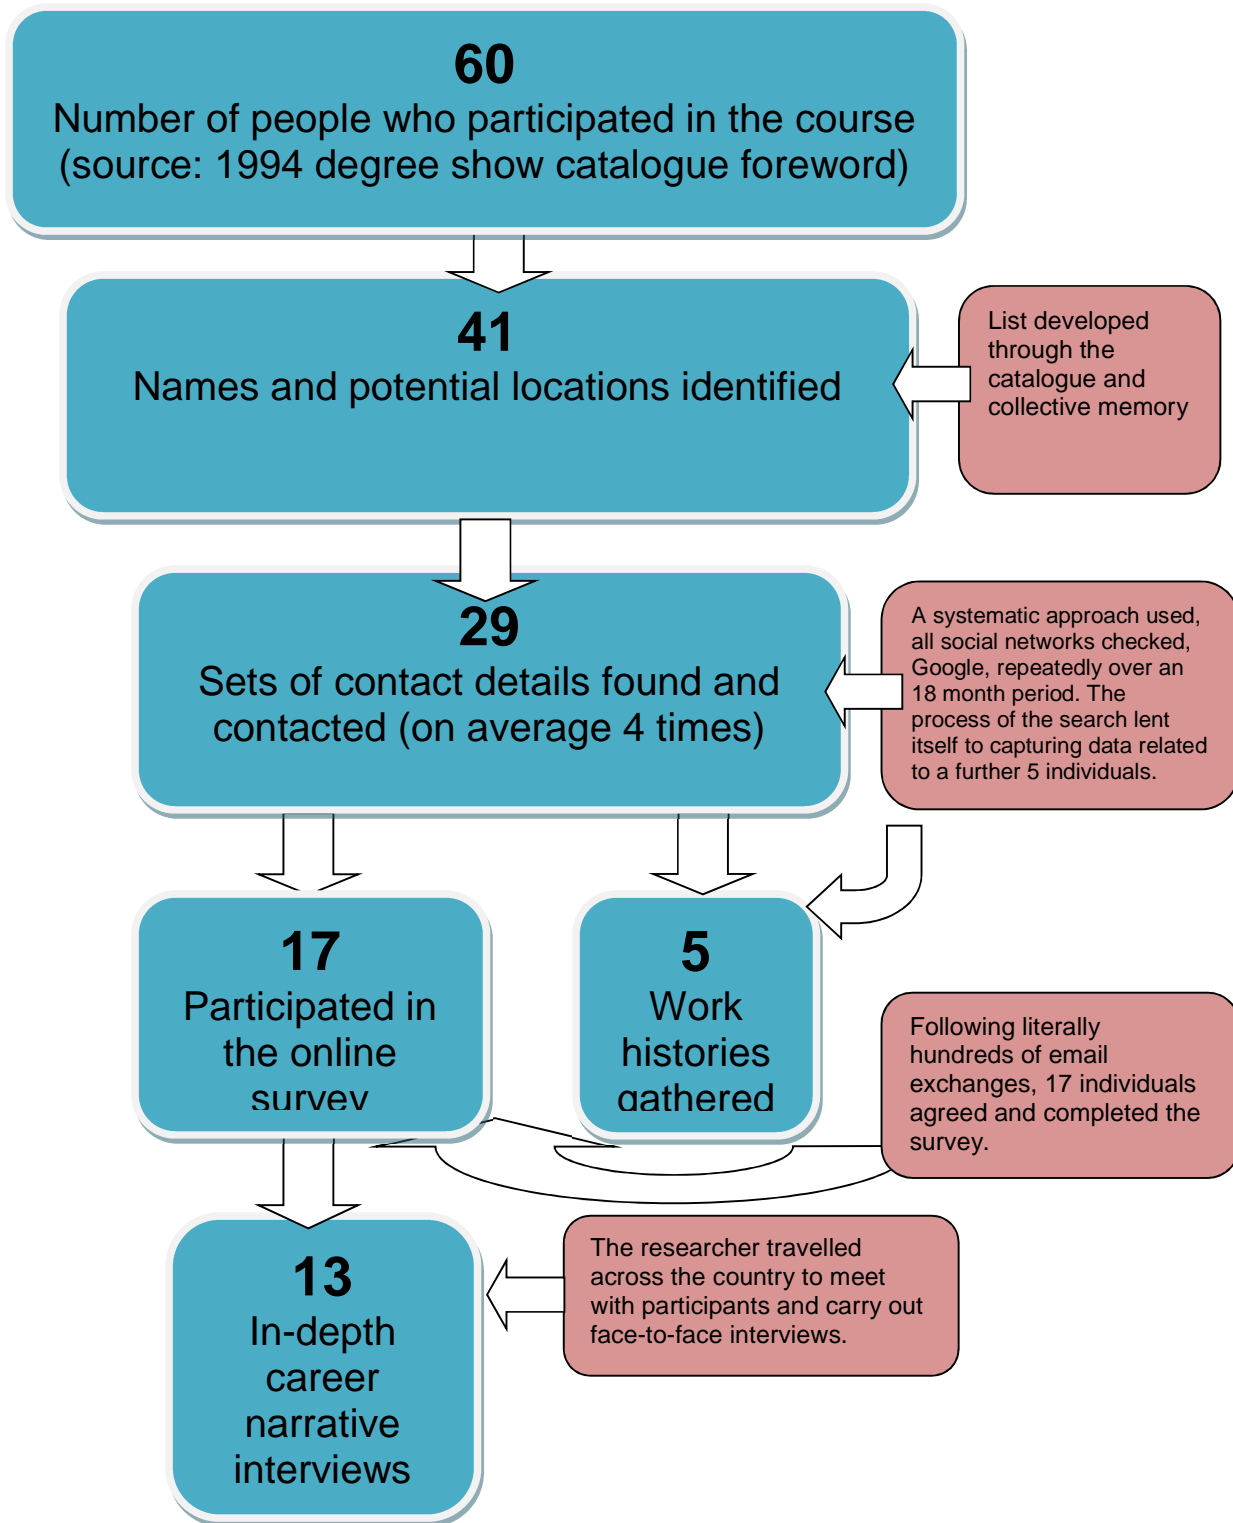 60
Number of people who participated in the course
(source: 1994 degree show catalogue foreword)
41
Names and potential locations identified
List developed
through the
catalogue and
collective memory
29
Sets of contact details found and
contacted (on average 4 times)
A systematic approach used,
all social networks checked,
Google, repeatedly over an
18 month period. The
process of the search lent
itself to capturing data related
to a further 5 individuals.
17
Participated in
the online
survey
5
Work
histories
gathered
Following literally
hundreds of email
exchanges, 17 individuals
agreed and completed the
survey.
13
In-depth
career
narrative
interviews
The researcher travelled
across the country to meet
with participants and carry out
face-to-face interviews.